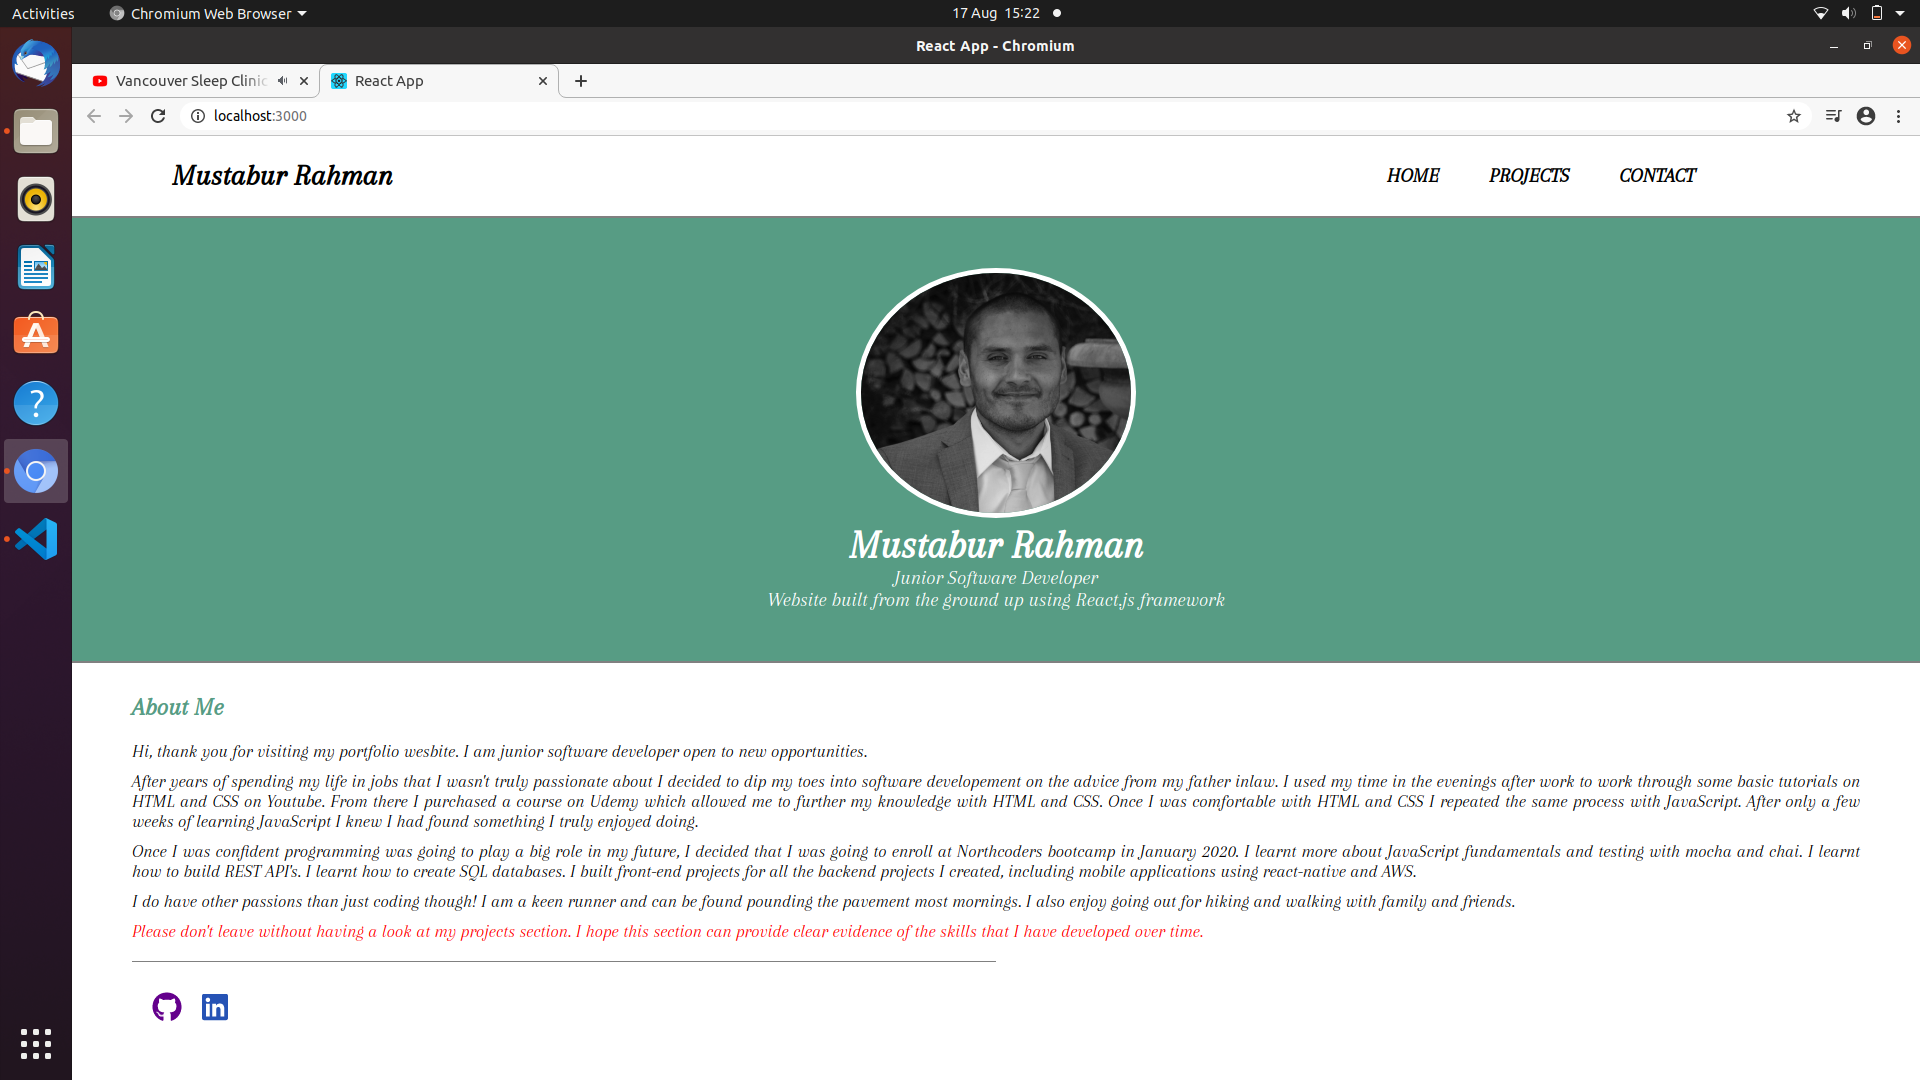 Activities
Chromium Web Browser
17 Aug 15:22
React App - Chromium
Vancouver Sleep Clinic
React App
localhost:3000
Mustabur Rahman
HOME
PROJECTS
CONTACT
Mustabur Rahman
Junior Software Developer
Website built from the ground up using React.js framework
About Me
Hi, thank you for visiting my portfolio wesbite. I am junior software developer open to new opportunities.
After years of spending my life in jobs that I wasn't truly passionate about I decided to dip my toes into software developement on the advice from my father inlaw. I used my time in the evenings after work to work through some basic tutorials on
HTML and CSS on Youtube. From there I purchased a course on Udemy which allowed me to further my knowledge with HTML and CSS. Once I was comfortable with HTML and CSS I repeated the same process with JavaScript. After only a few
weeks of learning JavaScript I knew I had found something I truly enjoyed doing.
Once I was confident programming was going to play a big role in my future, I decided that I was going to enroll at Northcoders bootcamp in January 2020. I learnt more about JavaScript fundamentals and testing with mocha and chai. I learnt
how to build REST API's. I learnt how to create SQL databases. I built front-end projects for all the backend projects I created, including mobile applications using react-native and AWS.
I do have other passions than just coding though! I am a keen runner and can be found pounding the pavement most mornings. I also enjoy going out for hiking and walking with family and friends.
Please don't leave without having a look at my projects section. I hope this section can provide clear evidence of the skills that I have developed over time.